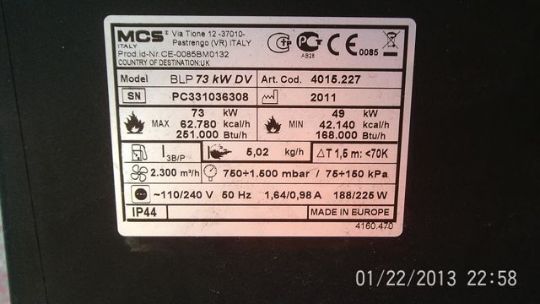 MCS
ITALY
Via Tione 12 -37010-
Pastrengo (VR) ITALY
Prod.id-Nr.CE-0085BM0132
COUNTRY OF DESTINATION:UK
AB28
0085
Model BLP 73 kW DV Art. Cod. 4015.227
SN PC331036308 2011
MAX 73 kW
62.780 kcal/h
251.000 Btu/h
MIN 49 kW
42.140 kcal/h
168.000 Btu/h
I3B/P 5,02 kg/h ΔT 1,5 m: <70K
2.300 m³/h 750÷1.500 mbar / 75÷150 kPa
~110/240 V 50 Hz 1,64/0,98 A 188/225 W
IP44 MADE IN EUROPE
4160.470
01/22/2013 22:58